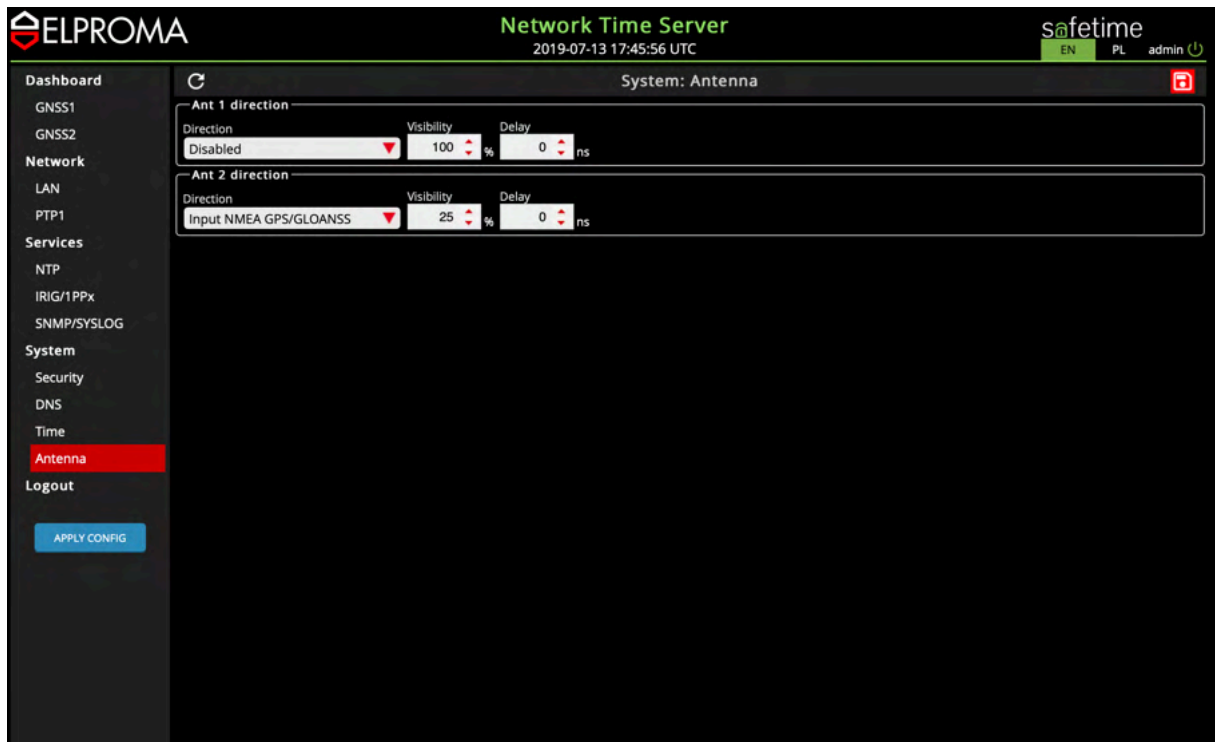 ELPROMA
Network Time Server
2019-07-13 17:45:56 UTC
safetime
EN PL admin
Dashboard
GNSS1
GNSS2
Network
LAN
PTP1
Services
NTP
IRIG/1PPx
SNMP/SYSLOG
System
Security
DNS
Time
Antenna
Logout
APPLY CONFIG
System: Antenna
Ant 1 direction
Direction Visibility Delay
Disabled 100 % 0 ns
Ant 2 direction
Direction Visibility Delay
Input NMEA GPS/GLOANSS 25 % 0 ns